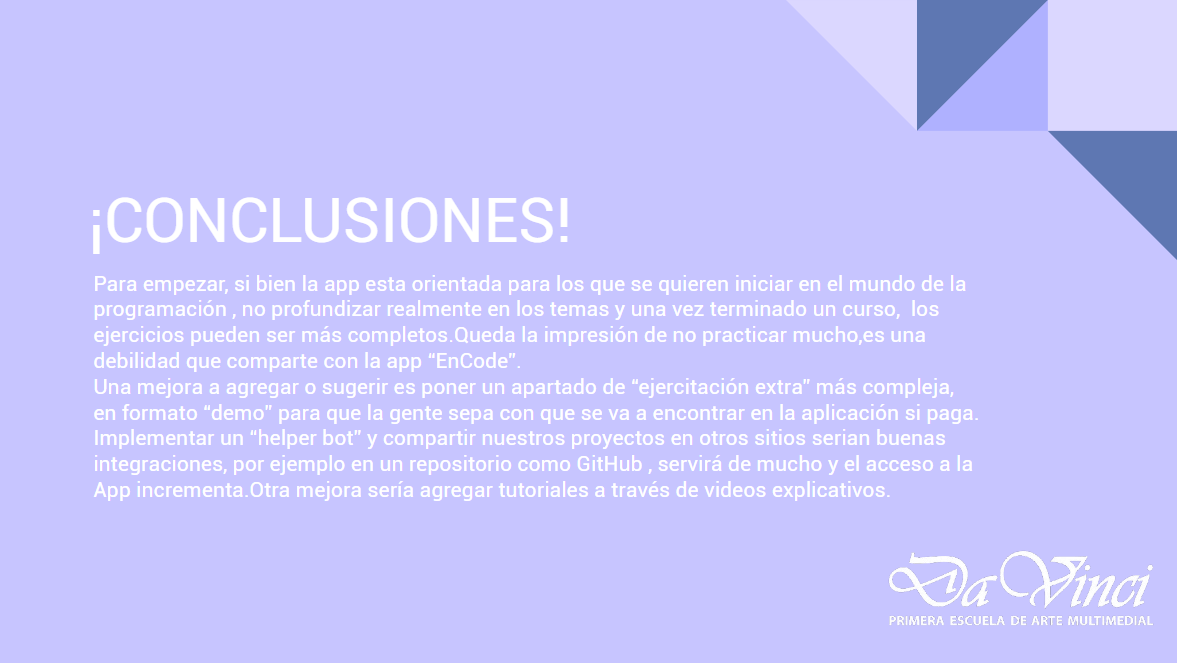 ¡CONCLUSIONES!
Para empezar, si bien la app esta orientada para los que se quieren iniciar en el mundo de la
programación , no profundizar realmente en los temas y una vez terminado un curso,  los
ejercicios pueden ser más completos.Queda la impresión de no practicar mucho,es una
debilidad que comparte con la app “EnCode”.
Una mejora a agregar o sugerir es poner un apartado de “ejercitación extra” más compleja,
en formato “demo” para que la gente sepa con que se va a encontrar en la aplicación si paga.
Implementar un “helper bot” y compartir nuestros proyectos en otros sitios serian buenas
integraciones, por ejemplo en un repositorio como GitHub , servirá de mucho y el acceso a la
App incrementa.Otra mejora sería agregar tutoriales a través de videos explicativos.
Da Vinci
PRIMERA ESCUELA DE ARTE MULTIMEDIAL